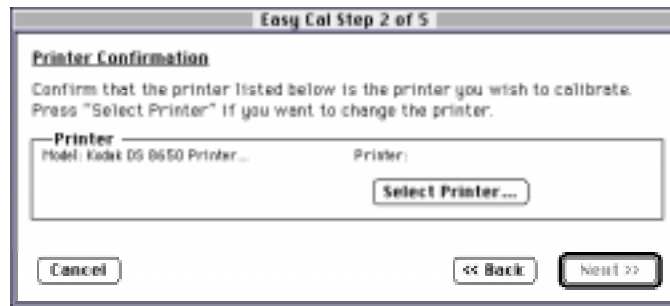 Easy Cal Step 2 of 5
Printer Confirmation
Confirm that the printer listed below is the printer you wish to calibrate.
Press "Select Printer" if you want to change the printer.
Printer
Model: Kodak DS 8650 Printer...
Printer:
Select Printer...
Cancel
<< Back
Next >>